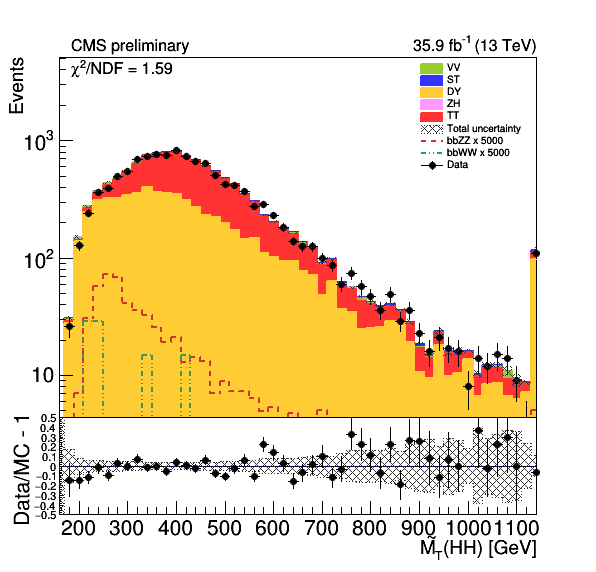 CMS preliminary
35.9 fb⁻¹ (13 TeV)
χ²/NDF = 1.59
Events
10³
10²
10
VV
ST
DY
ZH
TT
Total uncertainty
bbZZ x 5000
bbWW x 5000
Data
Data/MC - 1
0.5
0.4
0.3
0.2
0.1
0
−0.1
−0.2
−0.3
−0.4
−0.5
200 300 400 500 600 700 800 900 1000 1100
M̃_T(HH) [GeV]